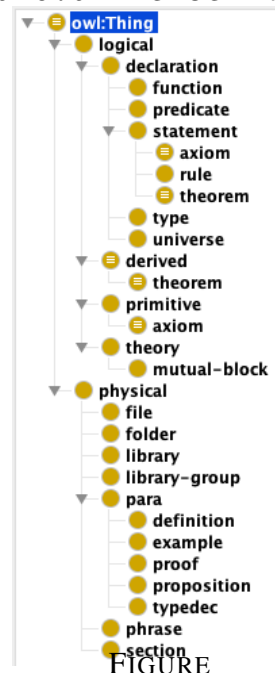 owl:Thing
logical
declaration
function
predicate
statement
axiom
rule
theorem
type
universe
derived
theorem
primitive
axiom
theory
mutual-block
physical
file
folder
library
library-group
para
definition
example
proof
proposition
typedec
phrase
section
FIGURE